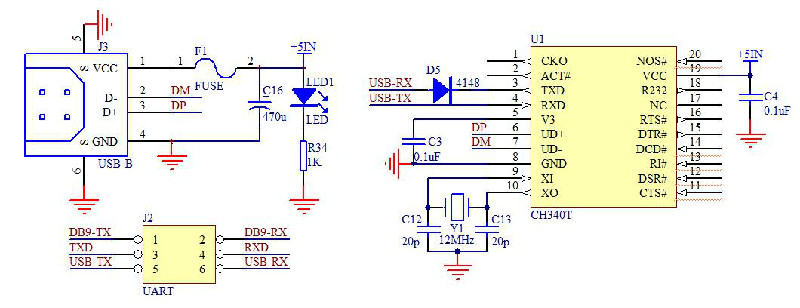 J3
5
VCC
1
1
F1
2
FUSE
+5IN
D-
2
DM
D+
3
DP
GND
4
C16
470u
LED1
LED
R34
1K
USB-B
6
J2
DB9-TX
1
2
DB9-RX
TXD
3
4
RXD
USB-TX
5
6
USB-RX
UART
U1
1
CKO
NOS#
20
2
ACT#
VCC
19
+5IN
USB-RX
D5
4148
3
TXD
R232
18
USB-TX
4
RXD
NC
17
5
V3
RTS#
16
DP
6
UD+
DTR#
15
DM
7
UD-
DCD#
14
8
GND
RI#
13
9
XI
DSR#
12
10
XO
CTS#
11
CH340T
C3
0.1uF
C4
0.1uF
C12
20p
Y1
12MHz
C13
20p